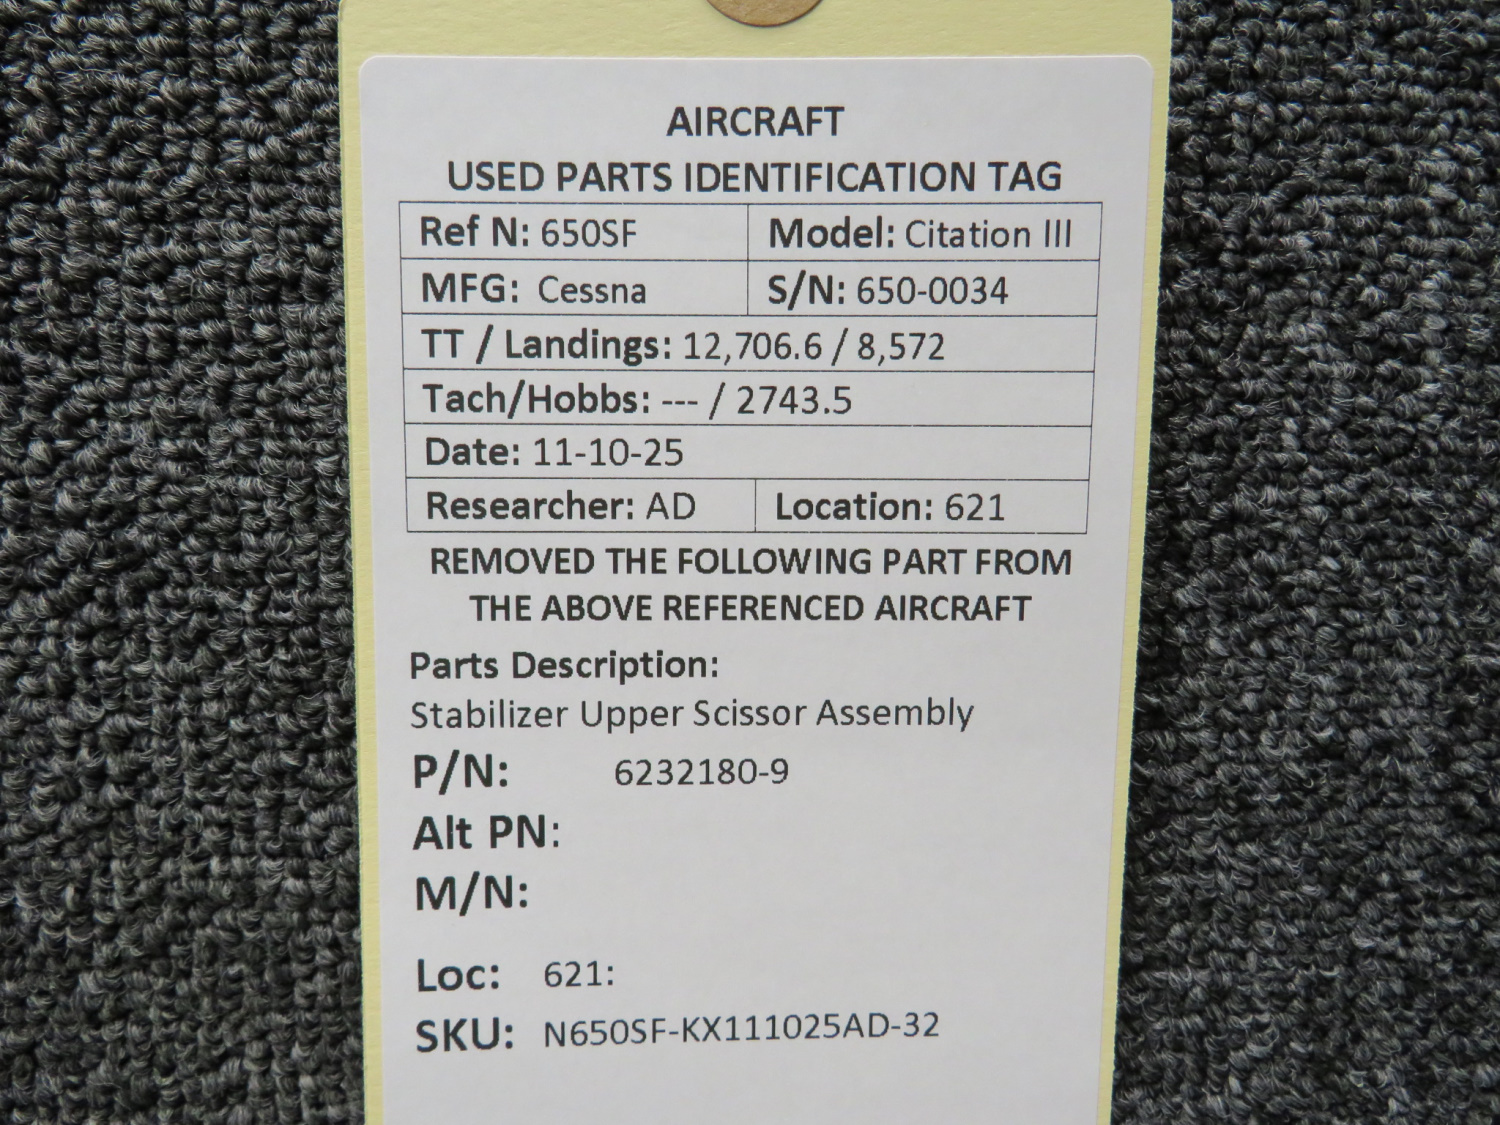 AIRCRAFT
USED PARTS IDENTIFICATION TAG
Ref N: 650SF Model: Citation III
MFG: Cessna S/N: 650-0034
TT / Landings: 12,706.6 / 8,572
Tach/Hobbs: --- / 2743.5
Date: 11-10-25
Researcher: AD Location: 621
REMOVED THE FOLLOWING PART FROM
THE ABOVE REFERENCED AIRCRAFT
Parts Description:
Stabilizer Upper Scissor Assembly
P/N: 6232180-9
Alt PN:
M/N:
Loc: 621:
SKU: N650SF-KX111025AD-32